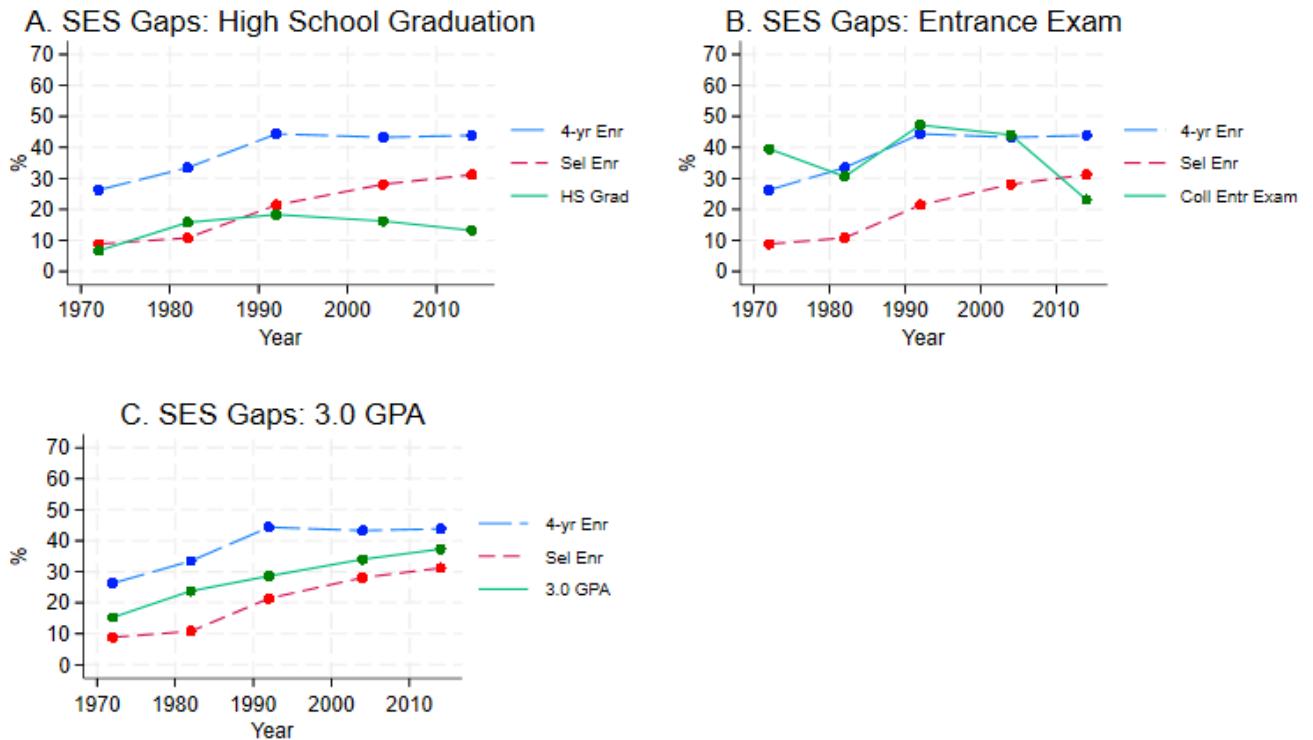 A. SES Gaps: High School Graduation
70
60
50
40
30
20
10
0
%
1970 1980 1990 2000 2010
Year
4-yr Enr
Sel Enr
HS Grad
B. SES Gaps: Entrance Exam
70
60
50
40
30
20
10
0
%
1970 1980 1990 2000 2010
Year
4-yr Enr
Sel Enr
Coll Entr Exam
C. SES Gaps: 3.0 GPA
70
60
50
40
30
20
10
0
%
1970 1980 1990 2000 2010
Year
4-yr Enr
Sel Enr
3.0 GPA